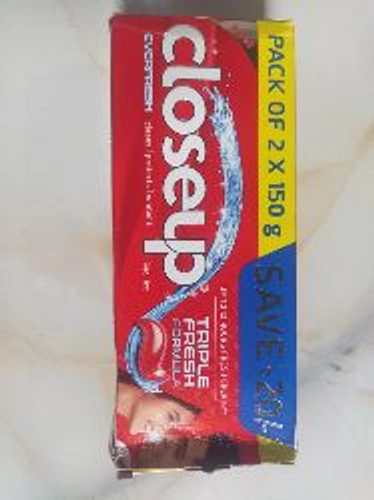 PACK OF 2 X 150 g
SAVE ₹20
closeup
EVERFRESH
TRIPLE
FRESH
FORMULA